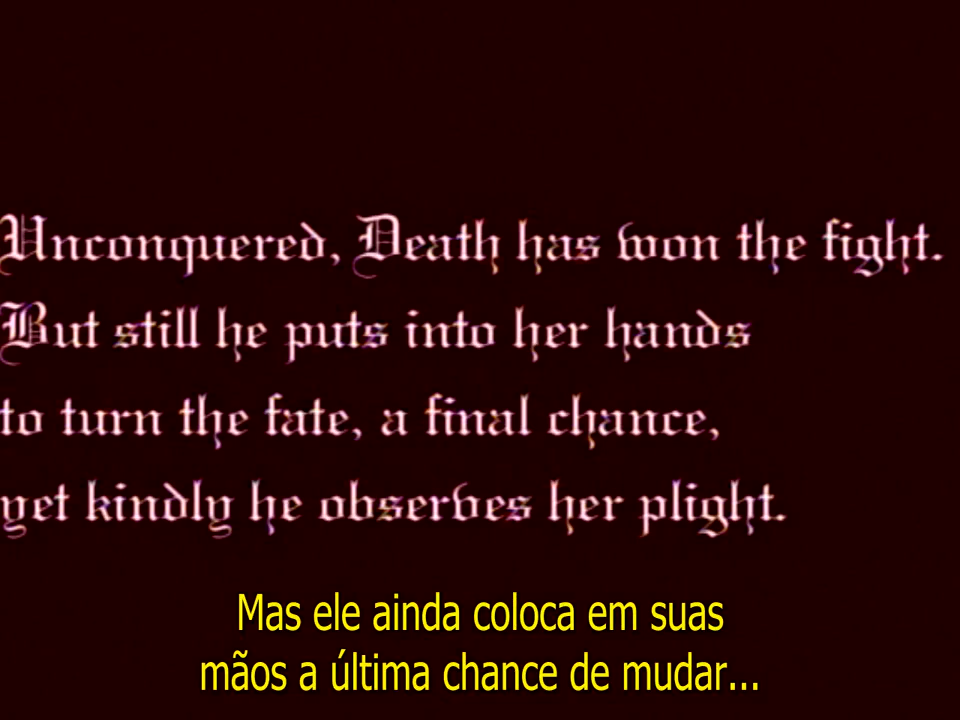 Unconquered, Death has won the fight.
But still he puts into her hands
to turn the fate, a final chance,
yet kindly he observes her plight.
Mas ele ainda coloca em suas
mãos a última chance de mudar...